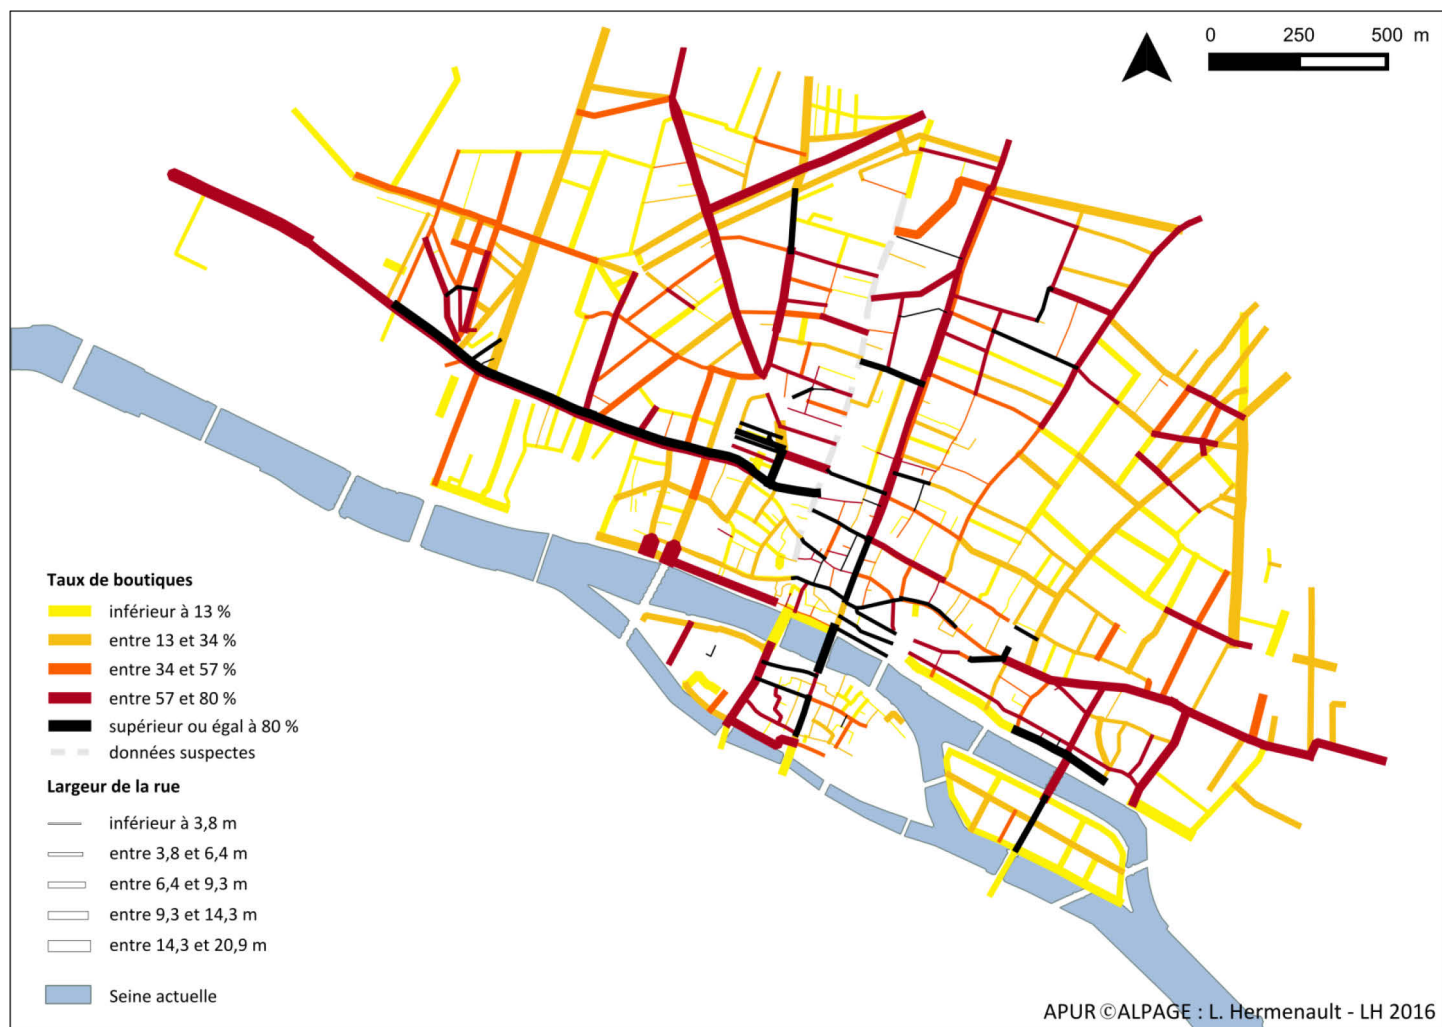 0 250 500 m
Taux de boutiques
inférieur à 13 %
entre 13 et 34 %
entre 34 et 57 %
entre 57 et 80 %
supérieur ou égal à 80 %
données suspectes
Largeur de la rue
inférieur à 3,8 m
entre 3,8 et 6,4 m
entre 6,4 et 9,3 m
entre 9,3 et 14,3 m
entre 14,3 et 20,9 m
Seine actuelle
APUR ©ALPAGE : L. Hermenault - LH 2016